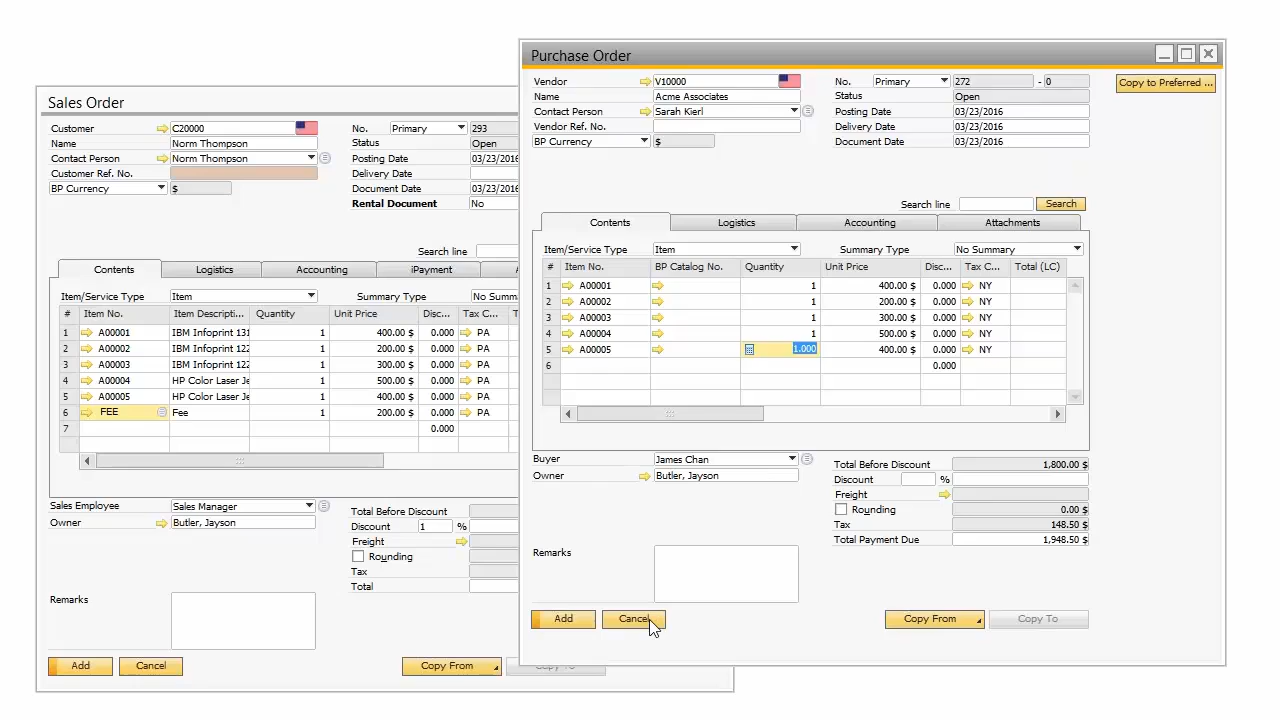 Sales Order
Customer C20000 No. Primary 293
Name Norm Thompson Status Open
Contact Person Norm Thompson Posting Date 03/23/2016
Customer Ref. No. Delivery Date
BP Currency $ Document Date 03/23/2016
Rental Document No
Search line
Contents Logistics Accounting iPayment
Item/Service Type Item Summary Type No Summa
# Item No. Item Descripti... Quantity Unit Price Disc... Tax C...
1 A00001 IBM Infoprint 131 1 400.00 $ 0.000 PA
2 A00002 IBM Infoprint 122 1 200.00 $ 0.000 PA
3 A00003 IBM Infoprint 122 1 300.00 $ 0.000 PA
4 A00004 HP Color Laser Je 1 500.00 $ 0.000 PA
5 A00005 HP Color Laser Je 1 400.00 $ 0.000 PA
6 FEE Fee 1 200.00 $ 0.000 PA
7 0.000
Sales Employee Sales Manager Total Before Discount
Owner Butler, Jayson Discount 1 %
Freight
Rounding
Tax
Total
Remarks
Add Cancel Copy From Copy To
Purchase Order
Vendor V10000 No. Primary 272 - 0 Copy to Preferred ...
Name Acme Associates Status Open
Contact Person Sarah Kierl Posting Date 03/23/2016
Vendor Ref. No. Delivery Date 03/23/2016
BP Currency $ Document Date 03/23/2016
Search line Search
Contents Logistics Accounting Attachments
Item/Service Type Item Summary Type No Summary
# Item No. BP Catalog No. Quantity Unit Price Disc... Tax C... Total (LC)
1 A00001 1 400.00 $ 0.000 NY
2 A00002 1 200.00 $ 0.000 NY
3 A00003 1 300.00 $ 0.000 NY
4 A00004 1 500.00 $ 0.000 NY
5 A00005 1.000 400.00 $ 0.000 NY
6 0.000
Buyer James Chan Total Before Discount 1,800.00 $
Owner Butler, Jayson Discount %
Freight
Rounding 0.00 $
Tax 148.50 $
Total Payment Due 1,948.50 $
Remarks
Add Cancel Copy From Copy To